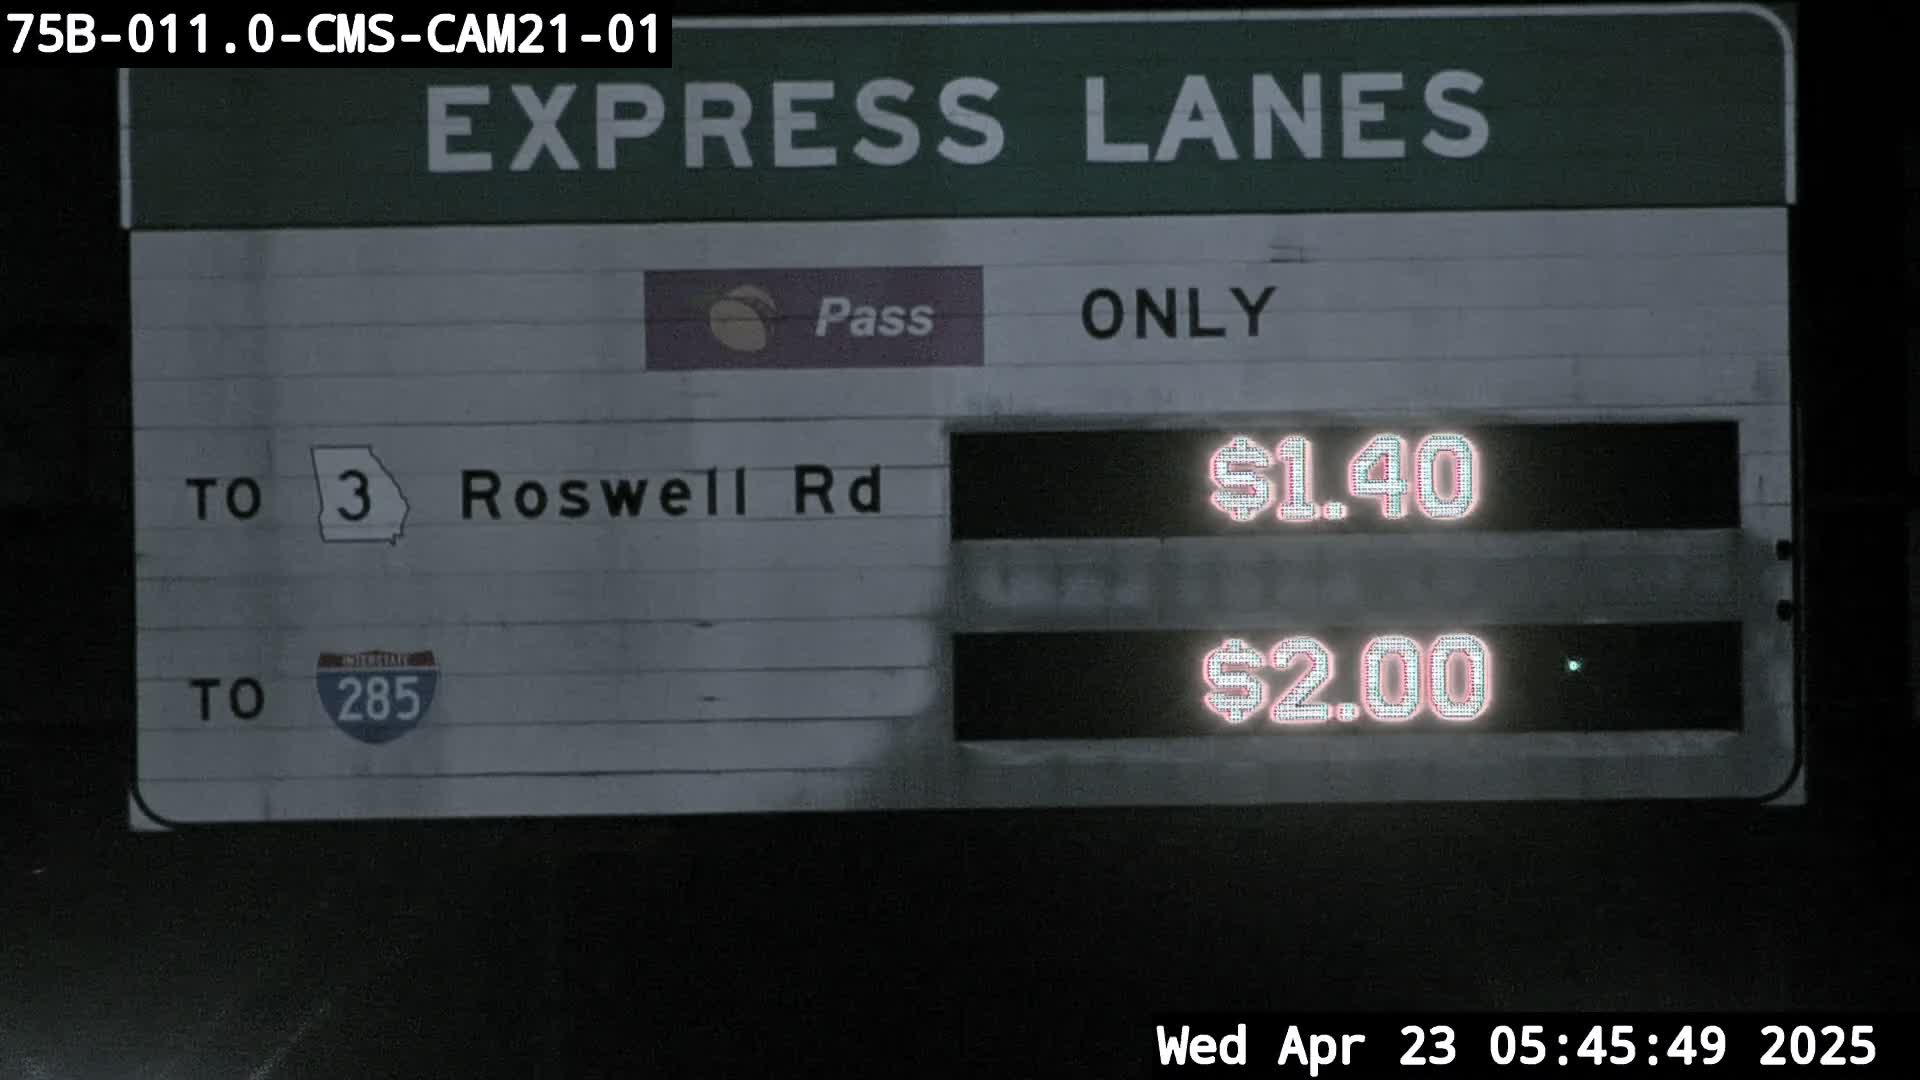 75B-011.0-CMS-CAM21-01
EXPRESS LANES
Pass ONLY
TO 3 Roswell Rd $1.40
TO INTERSTATE 285 $2.00
Wed Apr 23 05:45:49 2025